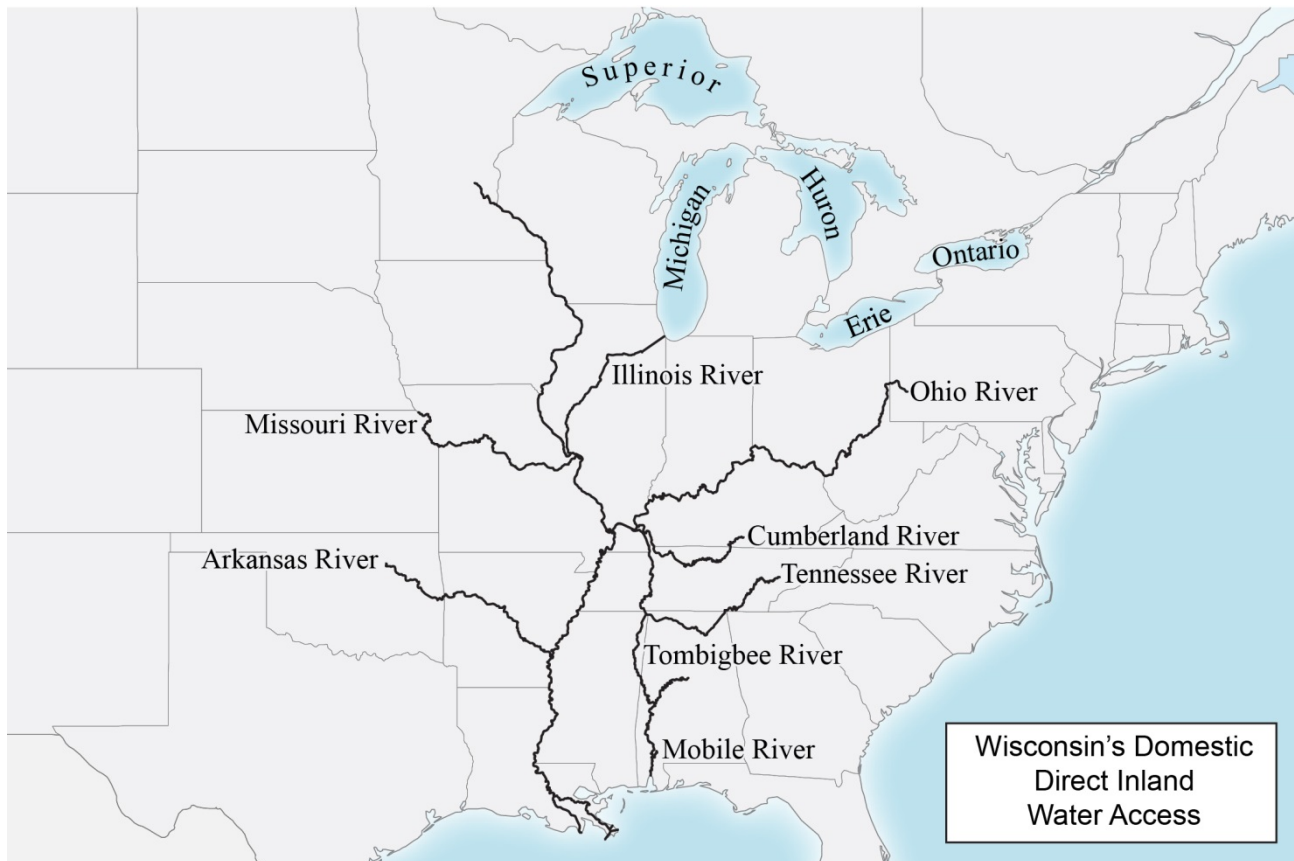 Superior
Michigan
Huron
Ontario
Erie
Illinois River
Ohio River
Missouri River
Cumberland River
Arkansas River
Tennessee River
Tombigbee River
Mobile River
Wisconsin's Domestic
Direct Inland
Water Access